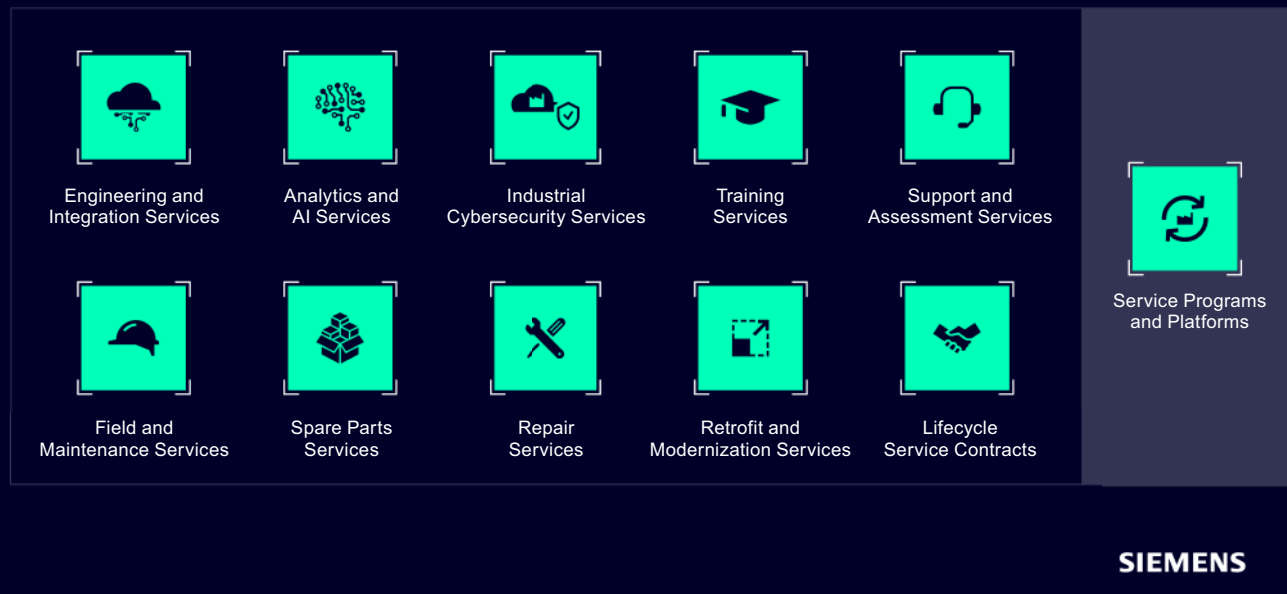 Engineering and
Integration Services
Analytics and
AI Services
Industrial
Cybersecurity Services
Training
Services
Support and
Assessment Services
Field and
Maintenance Services
Spare Parts
Services
Repair
Services
Retrofit and
Modernization Services
Lifecycle
Service Contracts
Service Programs
and Platforms
SIEMENS